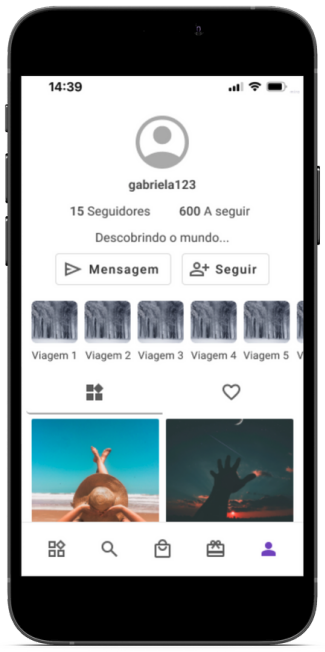 14:39
gabriela123
15 Seguidores 600 A seguir
Descobrindo o mundo...
Mensagem Seguir
Viagem 1 Viagem 2 Viagem 3 Viagem 4 Viagem 5 V